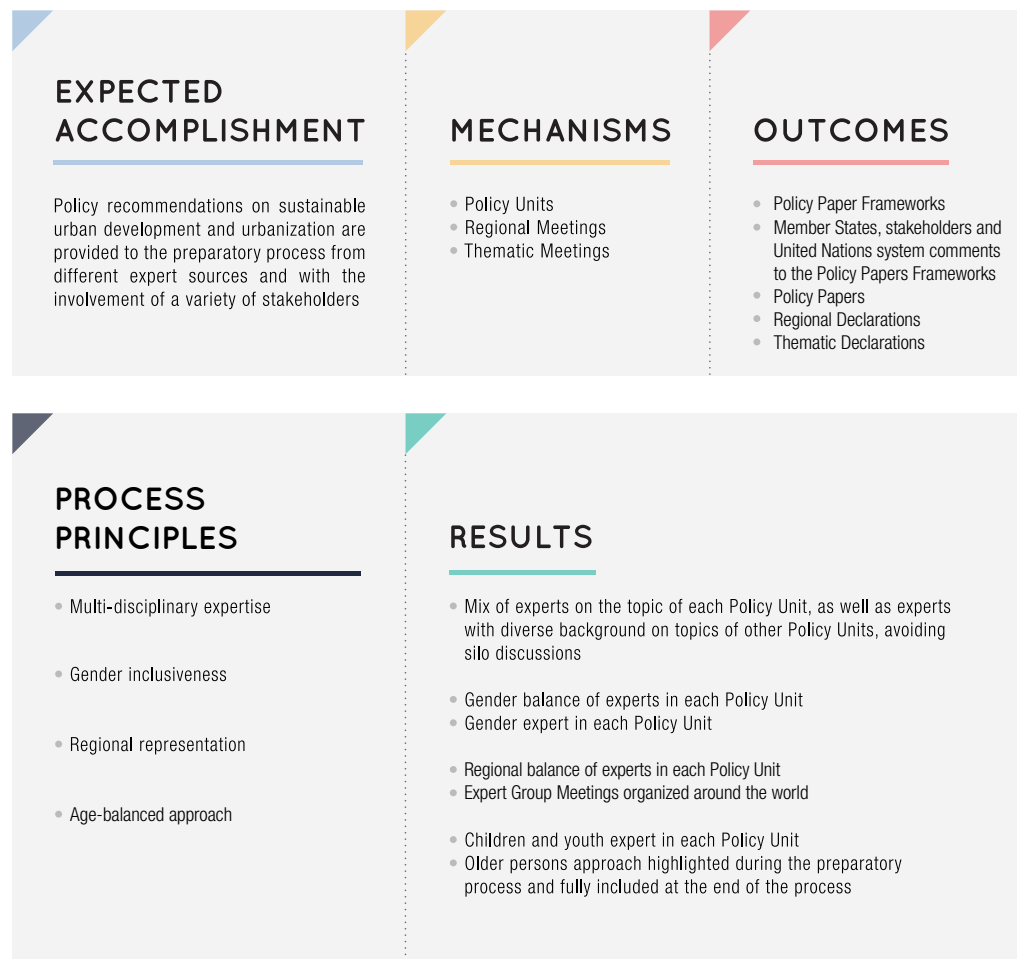 EXPECTED
ACCOMPLISHMENT
Policy recommendations on sustainable
urban development and urbanization are
provided to the preparatory process from
different expert sources and with the
involvement of a variety of stakeholders
MECHANISMS
• Policy Units
• Regional Meetings
• Thematic Meetings
OUTCOMES
• Policy Paper Frameworks
• Member States, stakeholders and
United Nations system comments
to the Policy Papers Frameworks
• Policy Papers
• Regional Declarations
• Thematic Declarations
PROCESS
PRINCIPLES
• Multi-disciplinary expertise
• Gender inclusiveness
• Regional representation
• Age-balanced approach
RESULTS
• Mix of experts on the topic of each Policy Unit, as well as experts
with diverse background on topics of other Policy Units, avoiding
silo discussions
• Gender balance of experts in each Policy Unit
• Gender expert in each Policy Unit
• Regional balance of experts in each Policy Unit
• Expert Group Meetings organized around the world
• Children and youth expert in each Policy Unit
• Older persons approach highlighted during the preparatory
process and fully included at the end of the process